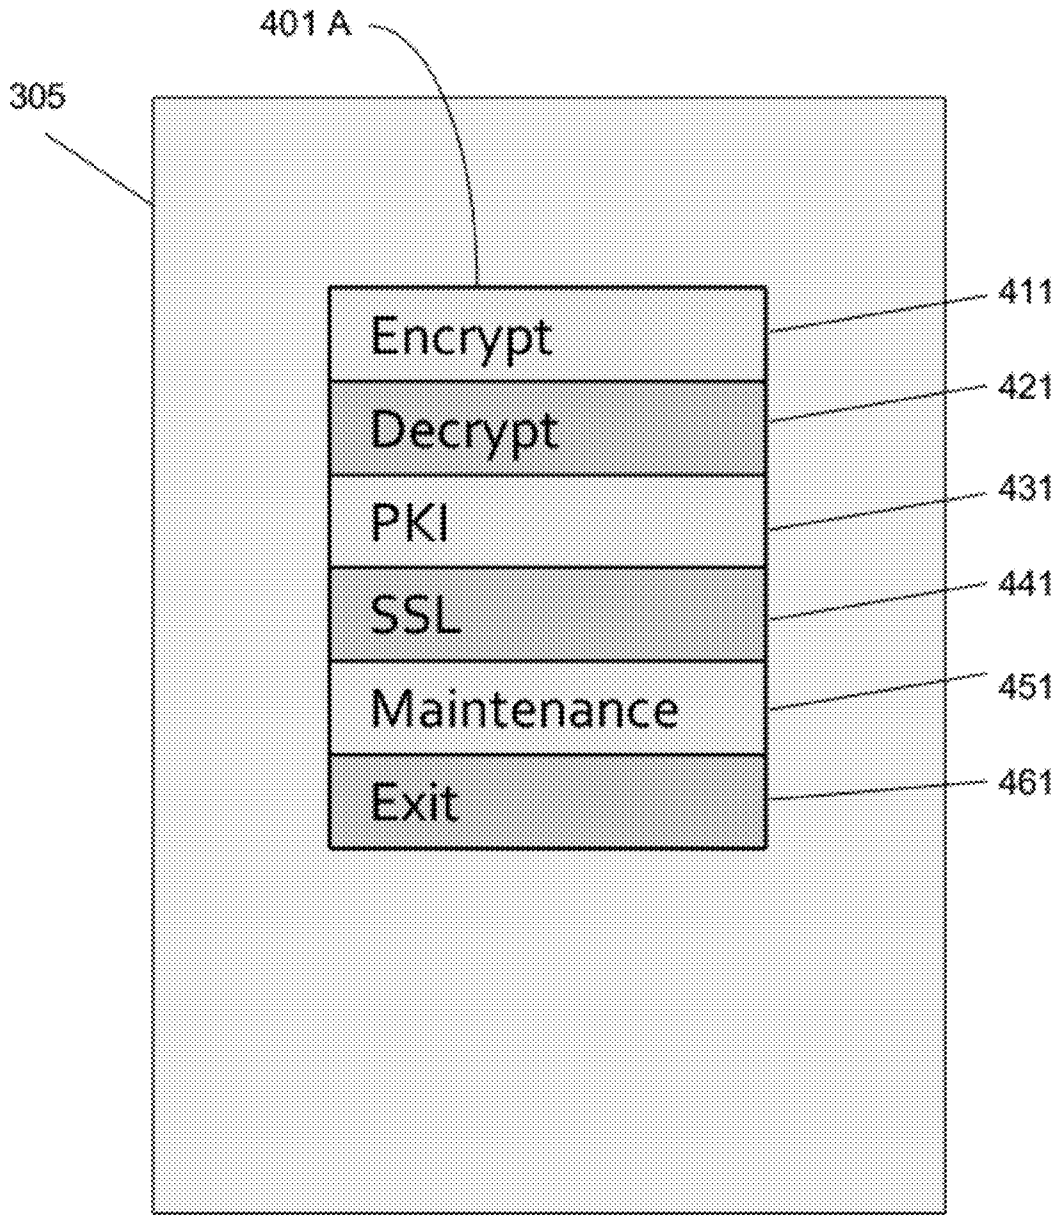 401 A
305
Encrypt 411
Decrypt 421
PKI 431
SSL 441
Maintenance 451
Exit 461